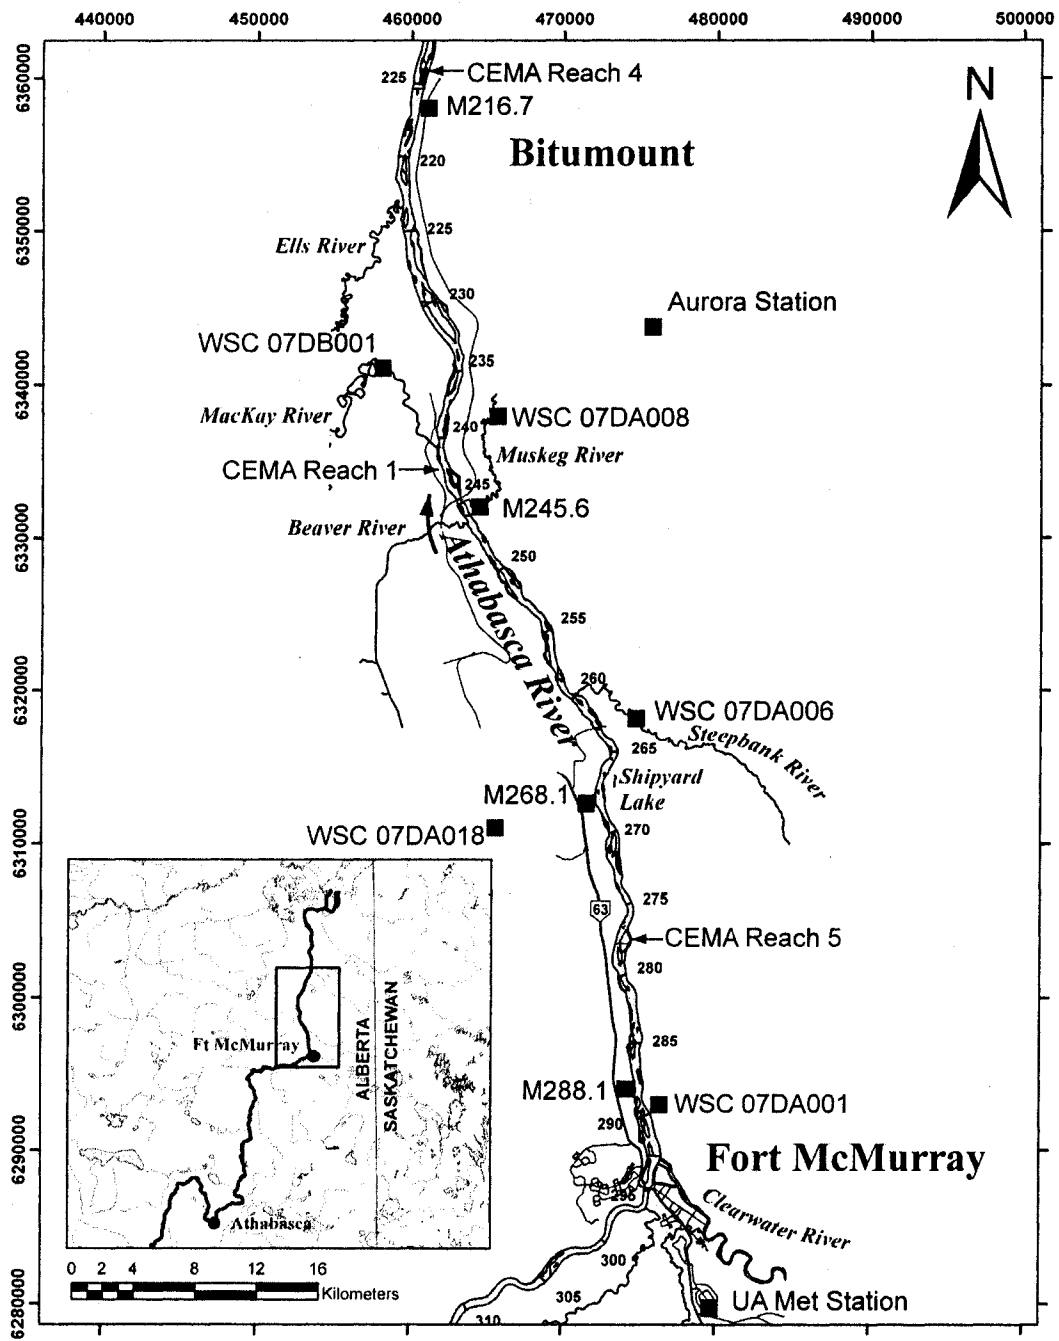 440000 450000 460000 470000 480000 490000 500000
6360000
225
CEMA Reach 4
N
M216.7
Bitumount
220
6350000
225
Ells River
230
Aurora Station
WSC 07DB001
235
6340000
MacKay River
240
WSC 07DA008
Muskeg River
CEMA Reach 1
245
M245.6
Beaver River
6330000
250
Athabasca River
255
6320000
260
WSC 07DA006
265
Steepbank River
Shipyard
Lake
M268.1
270
WSC 07DA018
6310000
275
63
CEMA Reach 5
280
6300000
ALBERTA
SASKATCHEWAN
Ft McMurray
285
M288.1
WSC 07DA001
290
6290000
Fort McMurray
295
Clearwater River
Athabasca
300
0 2 4 8 12 16
Kilometers
305
6280000
UA Met Station
310